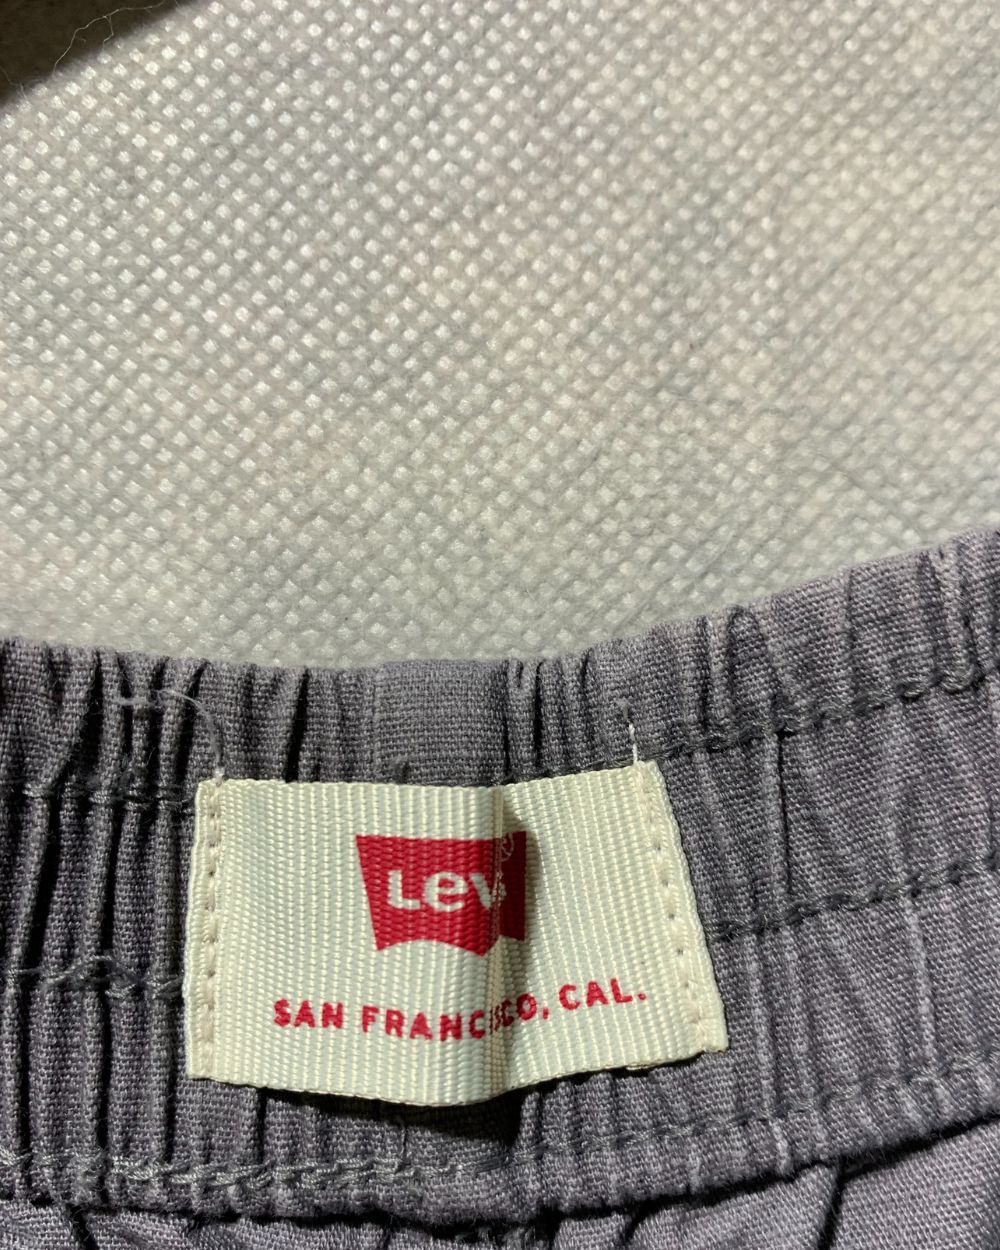 Lev
SAN FRANCISCO, CAL.